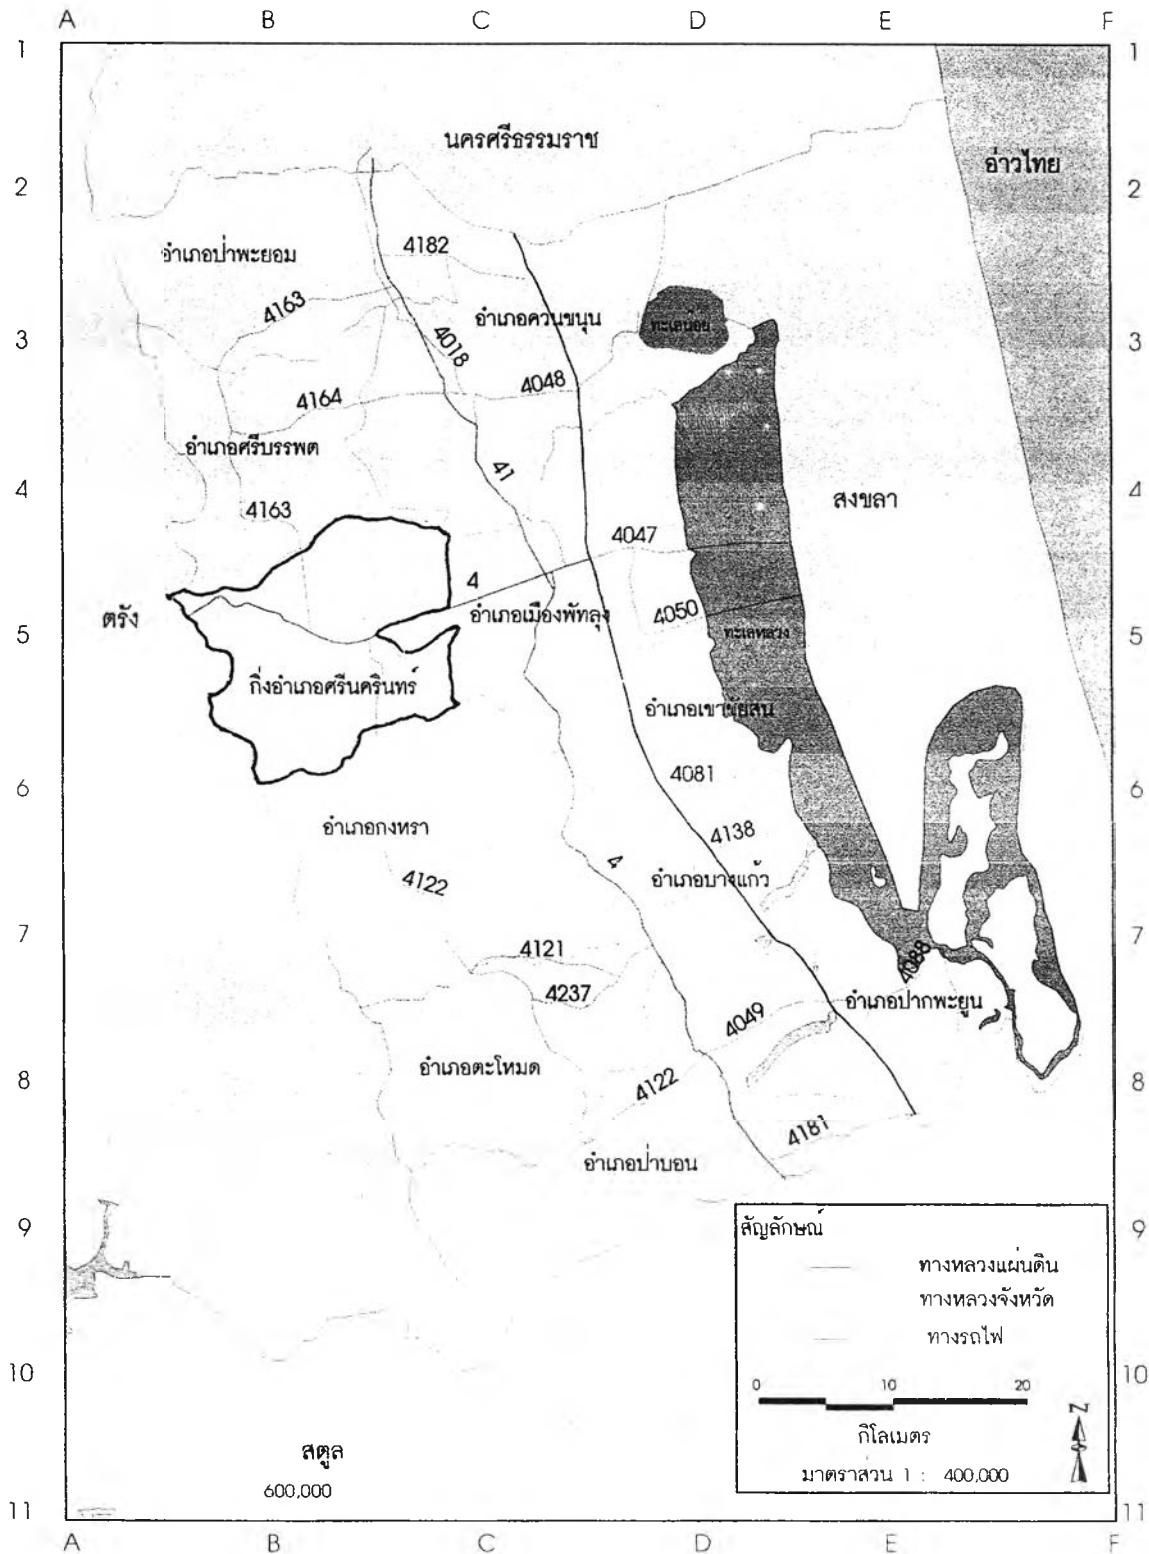 A B C D E F
1 1
นครศรีธรรมราช
อ่าวไทย
2 2
อำเภอป่าพะยอม
4182
4163
อำเภอควนขนุน
ทะเลน้อย
3 3
4018
4048
4164
อำเภอศรีบรรพต
41
4 4
สงขลา
4163
4047
4
ตรัง
อำเภอเมืองพัทลุง
4050
5 5
ทะเลหลวง
กิ่งอำเภอศรีนครินทร์
อำเภอเขาชัยสน
4081
6 6
อำเภอกงหรา
4138
4
4122
อำเภอบางแก้ว
7 7
4121
4088
4237
อำเภอปากพะยูน
4049
อำเภอตะโหมด
8 8
4122
4181
อำเภอป่าบอน
9 9
สัญลักษณ์
ทางหลวงแผ่นดิน
ทางหลวงจังหวัด
ทางรถไฟ
10 10
0 10 20
กิโลเมตร
N
สตูล
มาตราส่วน 1 : 400,000
600,000
11 11
A B C D E F